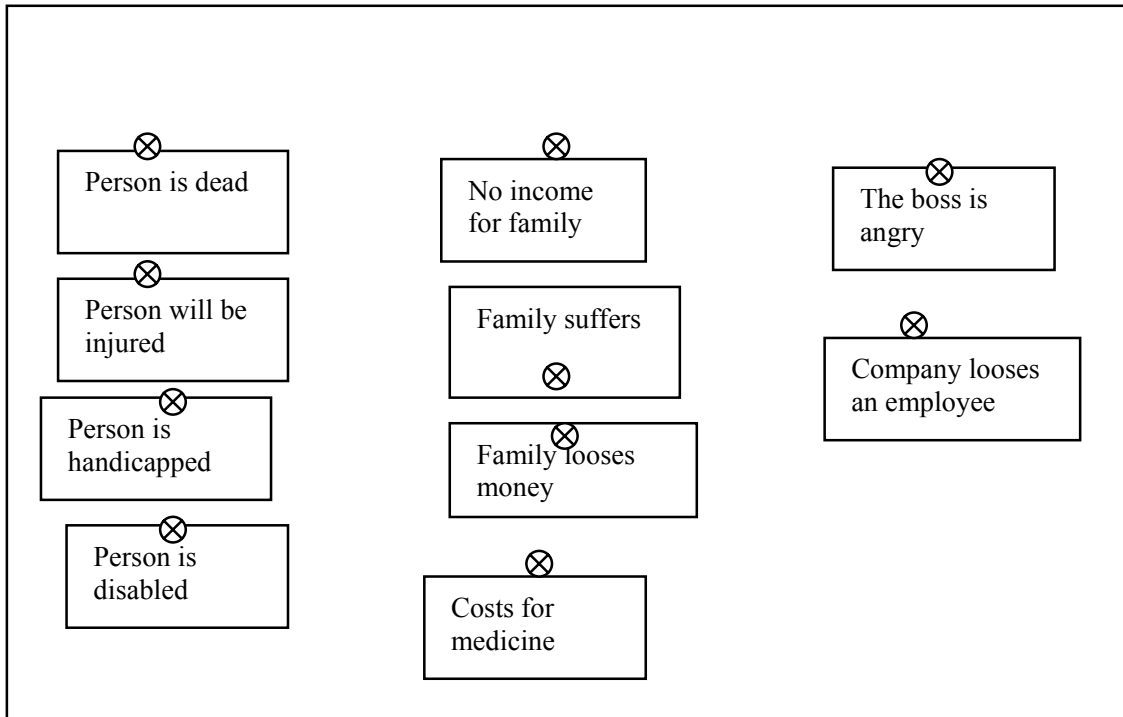 Person is dead
Person will be
injured
Person is
handicapped
Person is
disabled
No income
for family
Family suffers
Family looses
money
Costs for
medicine
The boss is
angry
Company looses
an employee